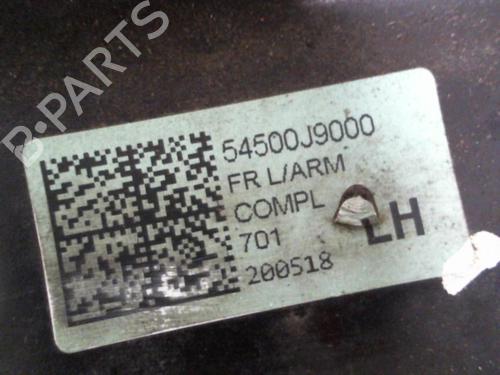 B-PARTS
54500J9000
FR L/ARM
COMPL
701 LH
200518